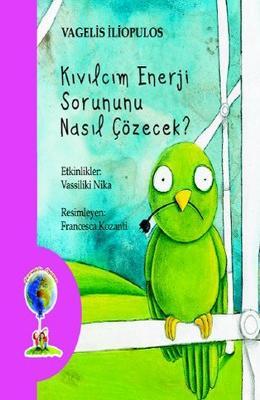 VAGELİS İLİOPULOS
Kıvılcım Enerji
Sorununu
Nasıl Çözecek?
Etkinlikler:
Vassiliki Nika
Resimleyen:
Francesca Kozanli